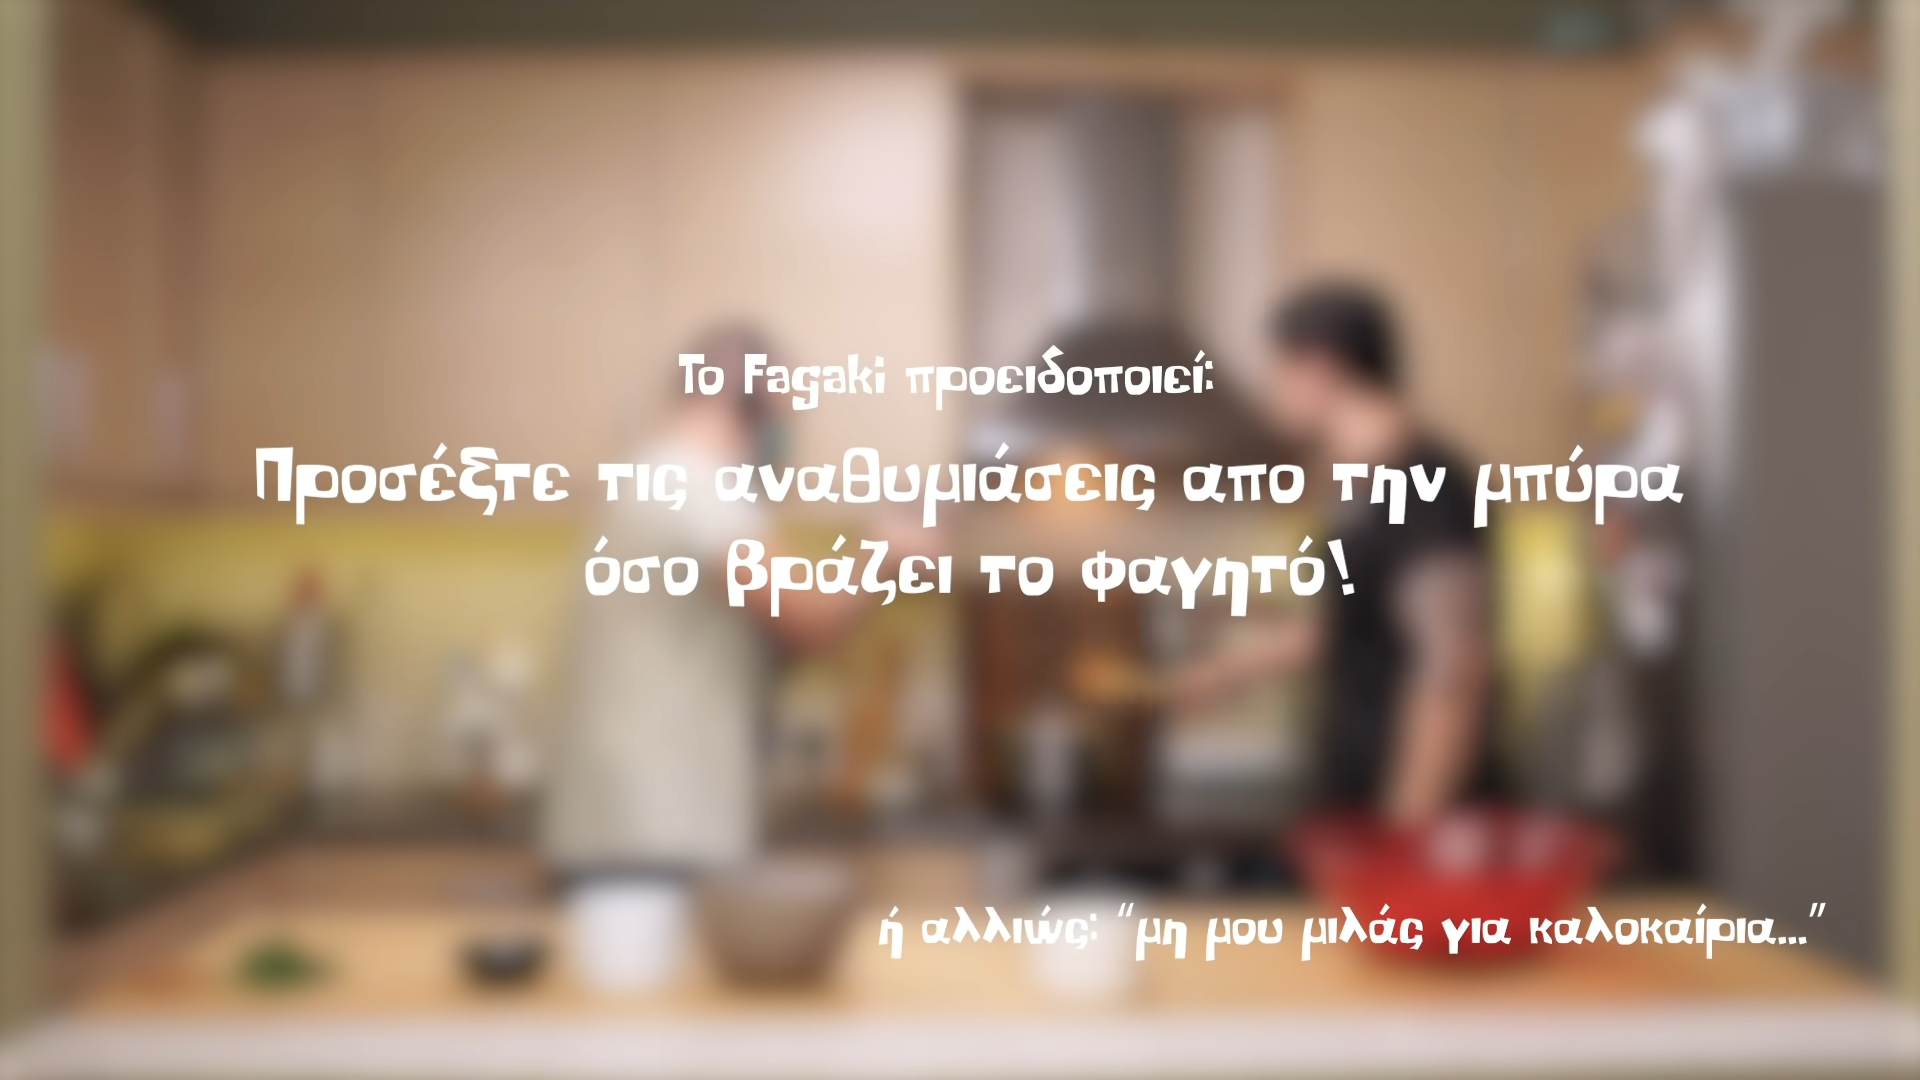 Το Fagaki προειδοποιεί:
Προσέξτε τις αναθυμιάσεις απο την μπύρα
όσο βράζει το φαγητό!
ή αλλιώς: “μη μου μιλάς για καλοκαίρια...”